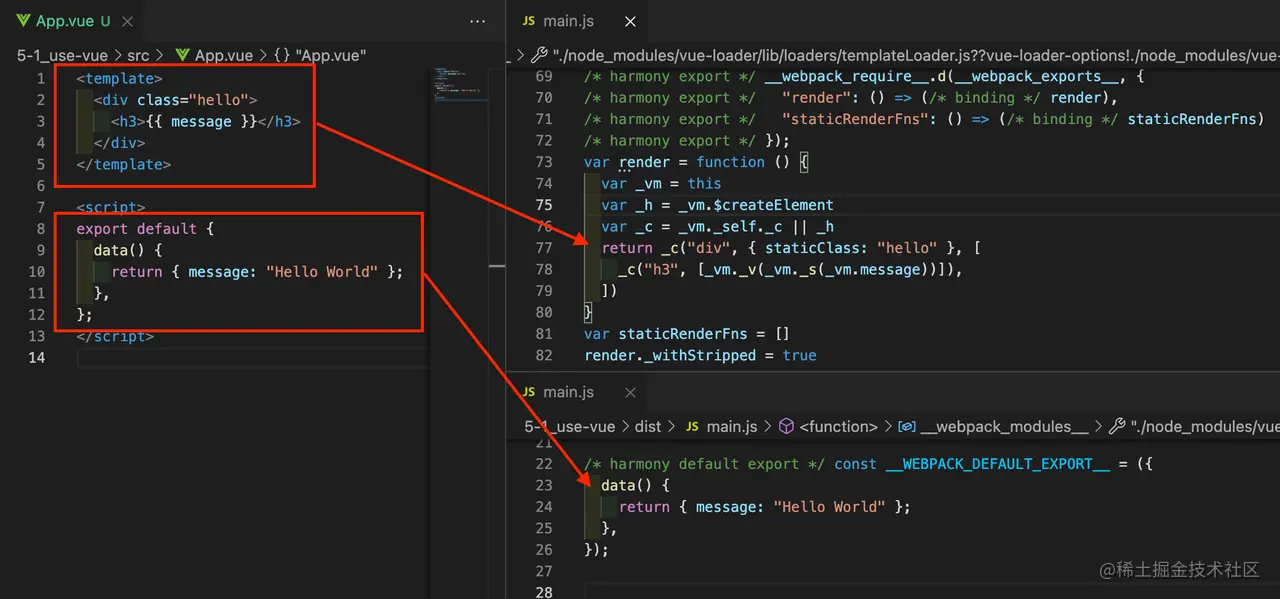 App.vue U
5-1_use-vue > src > App.vue > {} "App.vue"
1 <template>
2 <div class="hello">
3 <h3>{{ message }}</h3>
4 </div>
5 </template>
6
7 <script>
8 export default {
9 data() {
10 return { message: "Hello World" };
11 },
12 };
13 </script>
14
JS main.js
"./node_modules/vue-loader/lib/loaders/templateLoader.js??vue-loader-options!./node_modules/vue-
69 /* harmony export */ __webpack_require__.d(__webpack_exports__, {
70 /* harmony export */ "render": () => (/* binding */ render),
71 /* harmony export */ "staticRenderFns": () => (/* binding */ staticRenderFns)
72 /* harmony export */ });
73 var render = function () {
74 var _vm = this
75 var _h = _vm.$createElement
76 var _c = _vm._self._c || _h
77 return _c("div", { staticClass: "hello" }, [
78 _c("h3", [_vm._v(_vm._s(_vm.message))]),
79 ])
80 }
81 var staticRenderFns = []
82 render._withStripped = true
JS main.js
5-1_use-vue > dist > JS main.js > <function> > __webpack_modules__ > "./node_modules/vue
21
22 /* harmony default export */ const __WEBPACK_DEFAULT_EXPORT__ = ({
23 data() {
24 return { message: "Hello World" };
25 },
26 });
27
28
@稀土掘金技术社区